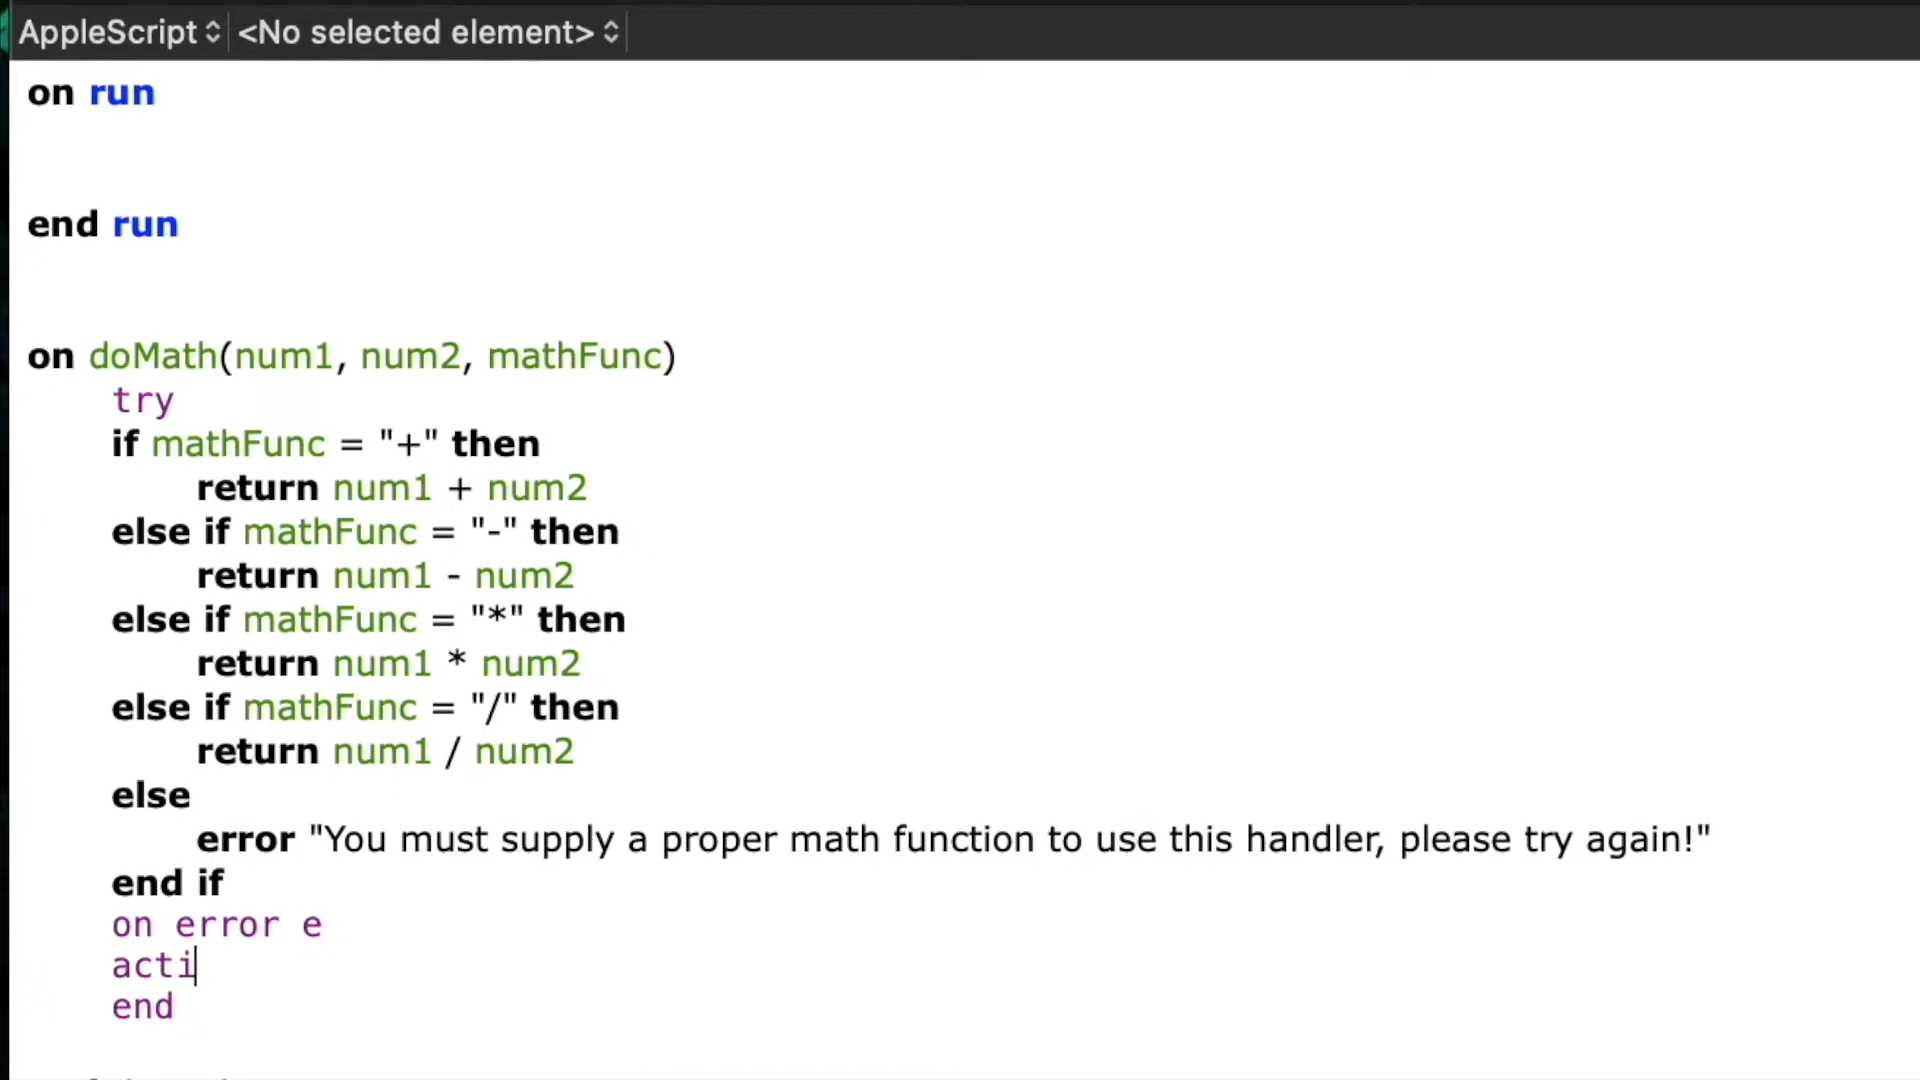 AppleScript <No selected element>
on run
end run
on doMath(num1, num2, mathFunc)
try
if mathFunc = "+" then
return num1 + num2
else if mathFunc = "-" then
return num1 - num2
else if mathFunc = "*" then
return num1 * num2
else if mathFunc = "/" then
return num1 / num2
else
error "You must supply a proper math function to use this handler, please try again!"
end if
on error e
acti
end